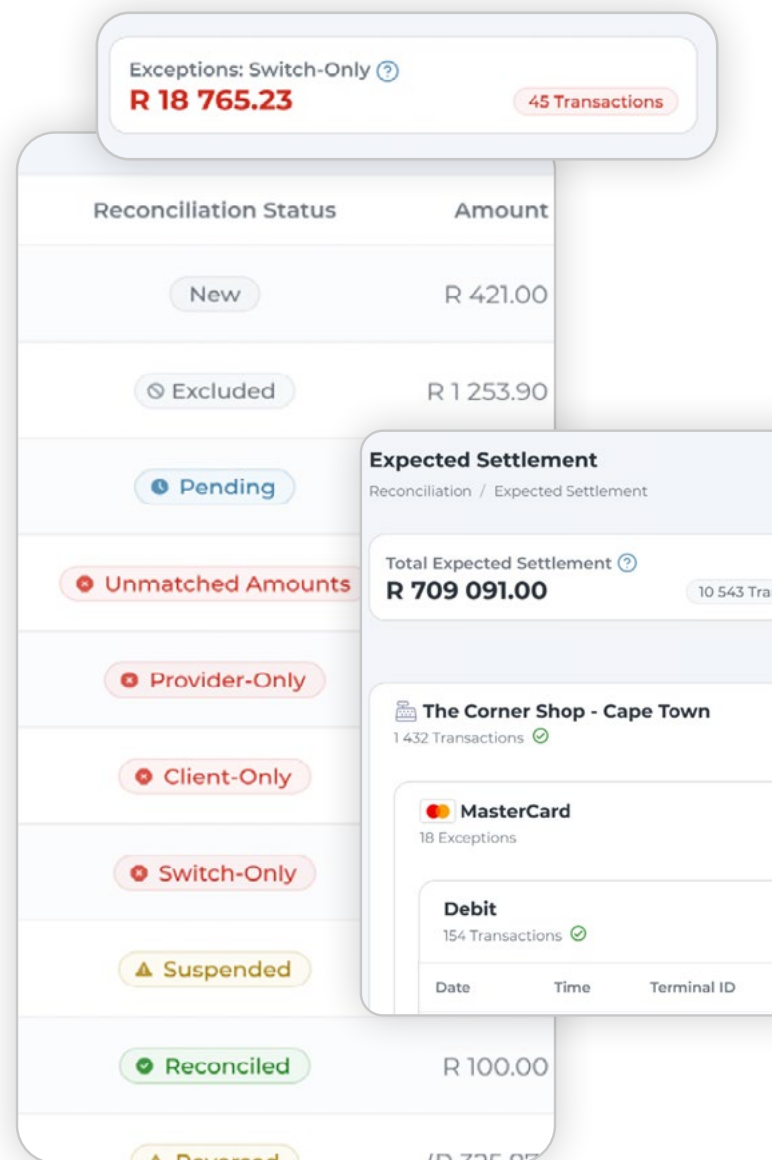 Exceptions: Switch-Only
R 18 765.23
45 Transactions
Reconciliation Status Amount
New R 421.00
Excluded R 1 253.90
Pending
Unmatched Amounts
Provider-Only
Client-Only
Switch-Only
Suspended
Reconciled R 100.00
Expected Settlement
Reconciliation / Expected Settlement
Total Expected Settlement
R 709 091.00
10 543
The Corner Shop - Cape Town
1 432 Transactions
MasterCard
18 Exceptions
Debit
154 Transactions
Date Time Terminal ID